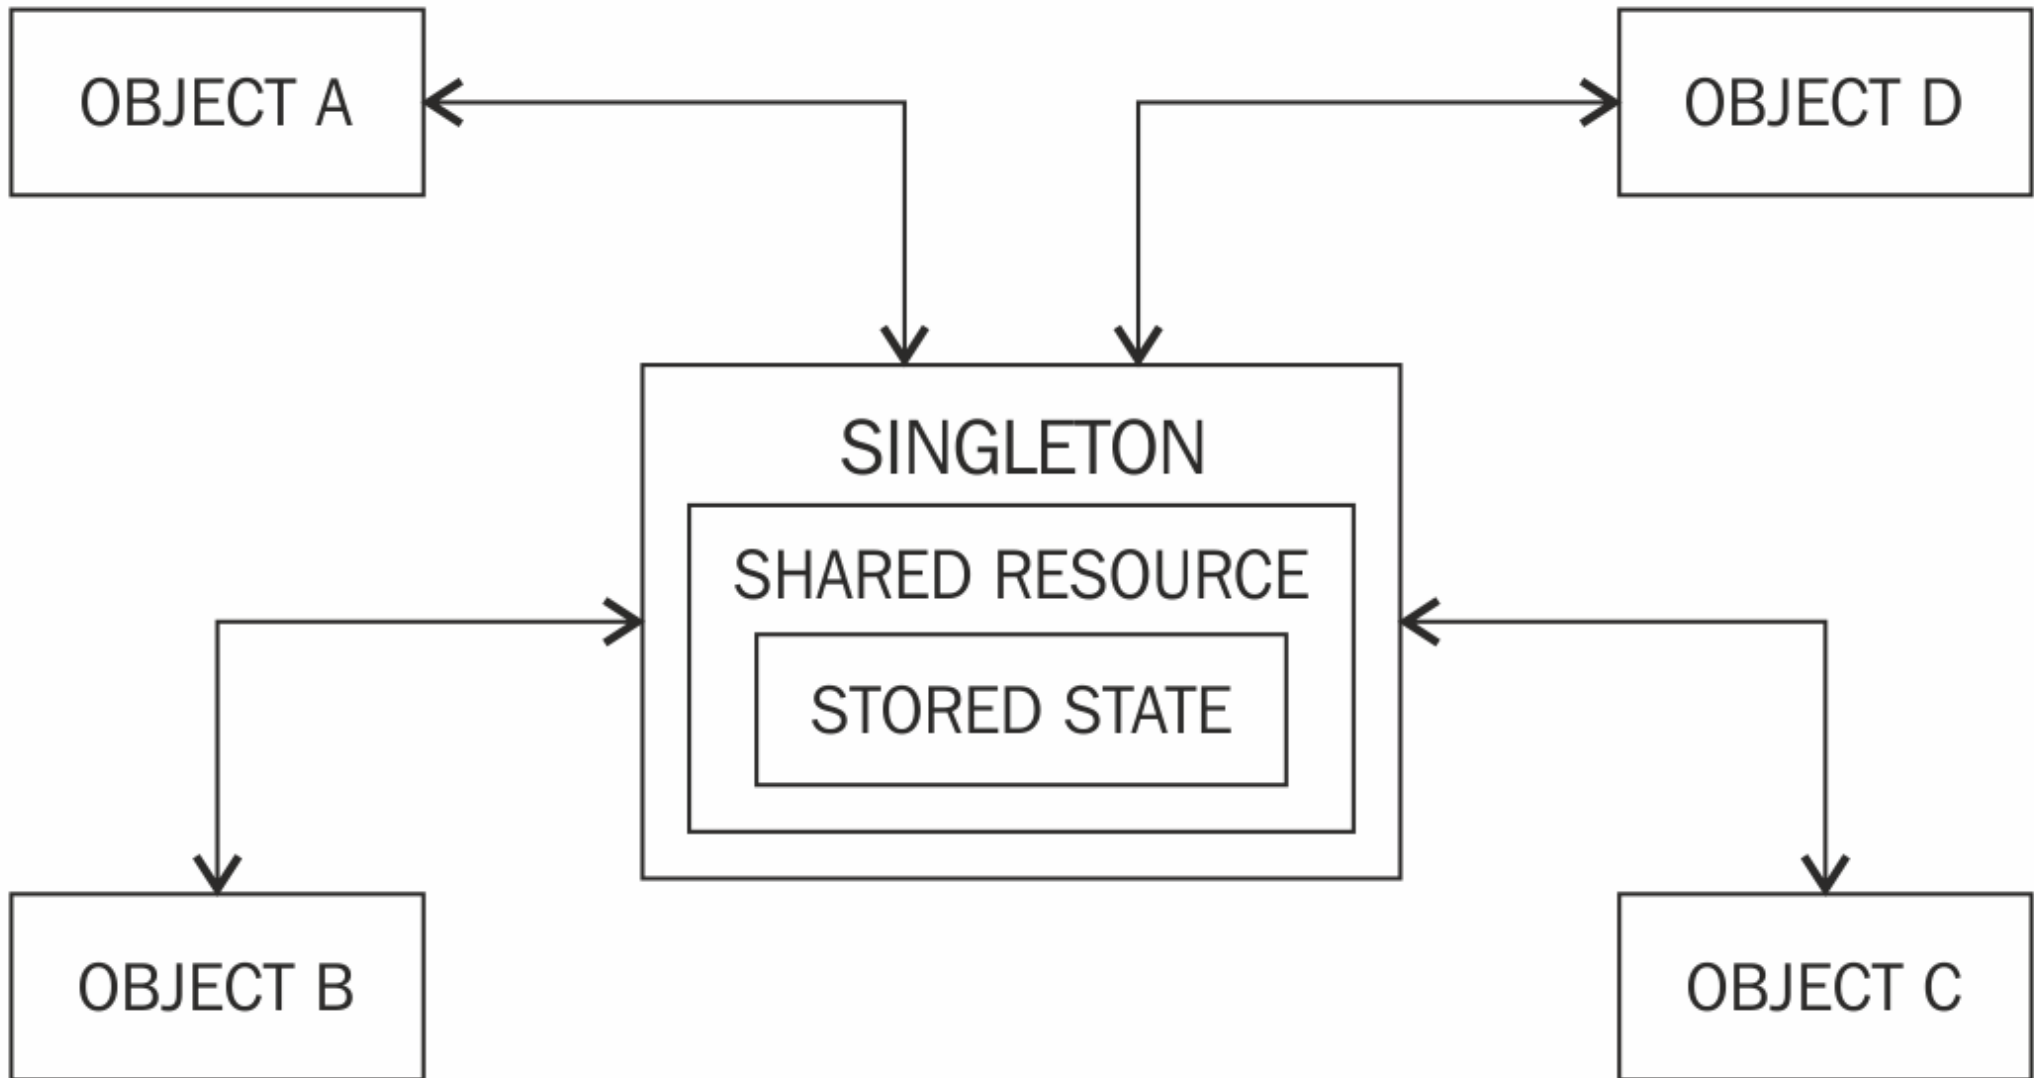 OBJECT A
OBJECT D
SINGLETON
SHARED RESOURCE
STORED STATE
OBJECT B
OBJECT C